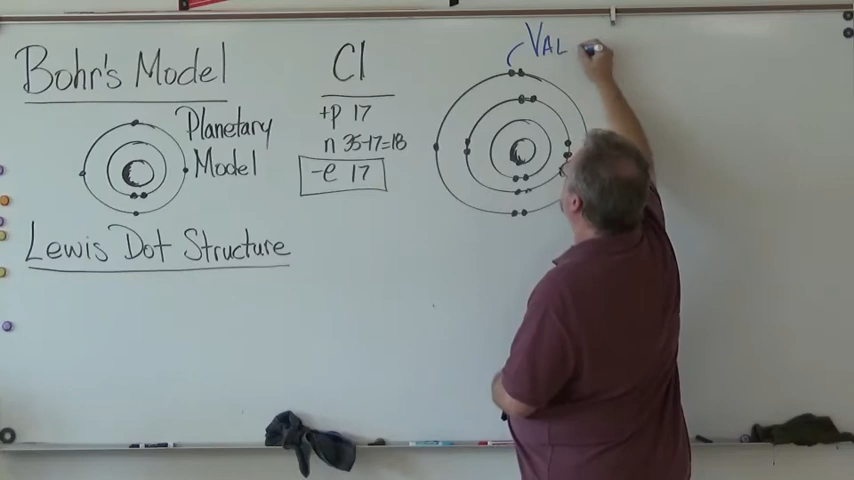 Bohr's Model
Planetary
Model
Lewis Dot Structure
Cl
+p 17
n 35-17=18
-e 17
VAL